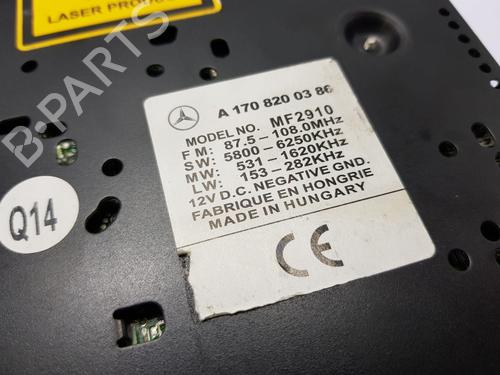 LASER PRODUC
B-PARTS
A 170 820 03 86
MODEL NO. MF2910
FM: 87.5 - 108.0MHz
SW: 5800 - 6250KHz
MW: 531 - 1620KHz
LW: 153 - 282KHz
12V D.C. NEGATIVE GND.
FABRIQUE EN HONGRIE
MADE IN HUNGARY
CE
Q14